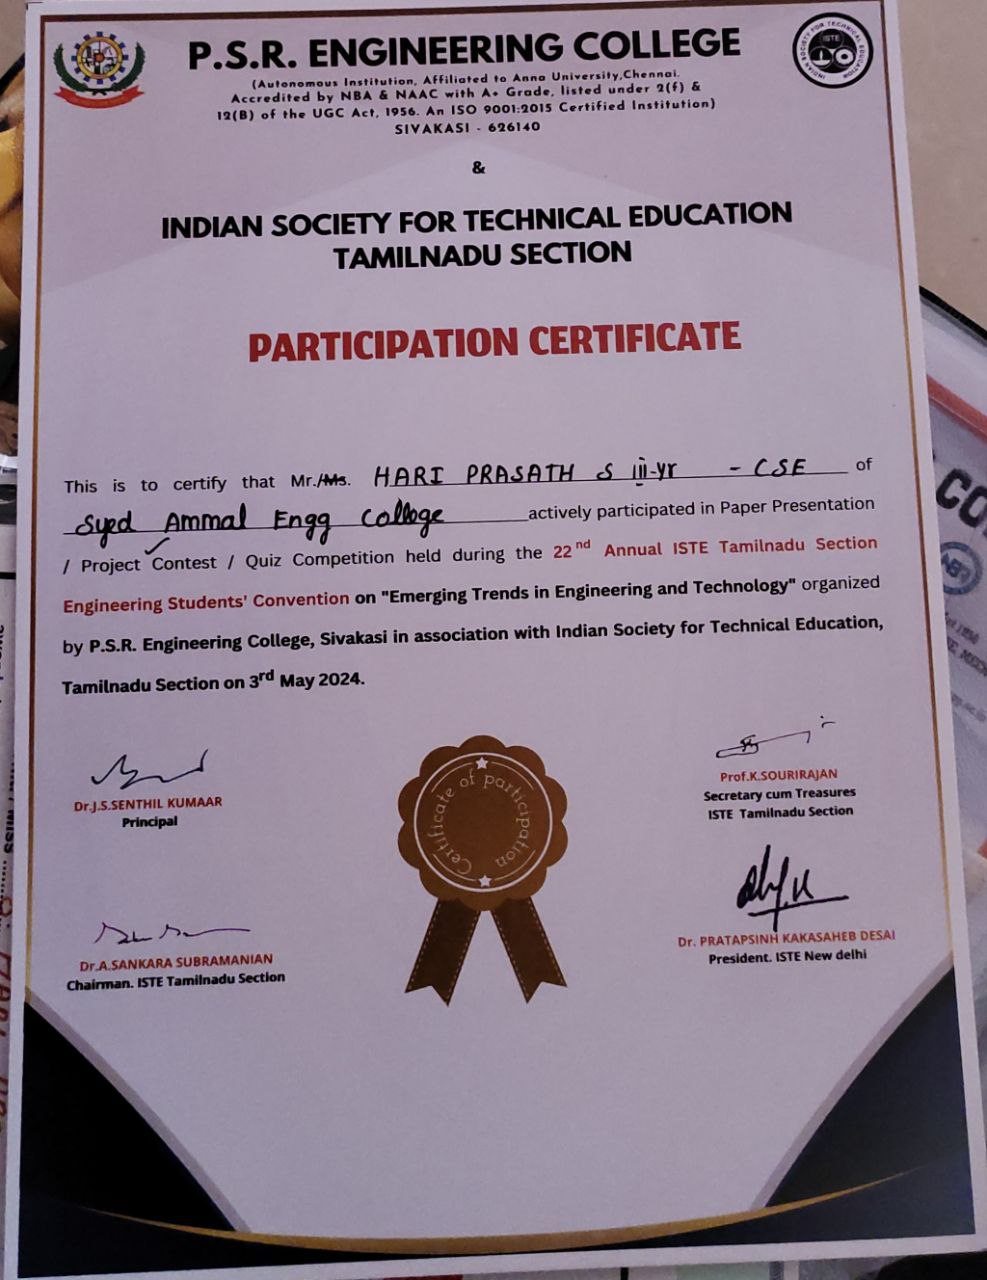 P.S.R. ENGINEERING COLLEGE
(Autonomous Institution, Affiliated to Anna University,Chennai.
Accredited by NBA & NAAC with A+ Grade, listed under 2(f) &
12(B) of the UGC Act, 1956. An ISO 9001:2015 Certified Institution)
SIVAKASI - 626140
INDIAN SOCIETY FOR TECHNICAL EDUCATION
ISTE
&
INDIAN SOCIETY FOR TECHNICAL EDUCATION
TAMILNADU SECTION
PARTICIPATION CERTIFICATE
This is to certify that Mr./Ms. HARI PRASATH S iii-yr - CSE of
Syed Ammal Engg College actively participated in Paper Presentation
/ Project Contest / Quiz Competition held during the 22nd Annual ISTE Tamilnadu Section
Engineering Students' Convention on "Emerging Trends in Engineering and Technology" organized
by P.S.R. Engineering College, Sivakasi in association with Indian Society for Technical Education,
Tamilnadu Section on 3rd May 2024.
Dr.J.S.SENTHIL KUMAAR
Principal
Certificate of participation
Prof.K.SOURIRAJAN
Secretary cum Treasures
ISTE Tamilnadu Section
Dr.A.SANKARA SUBRAMANIAN
Chairman. ISTE Tamilnadu Section
Dr. PRATAPSINH KAKASAHEB DESAI
President. ISTE New delhi